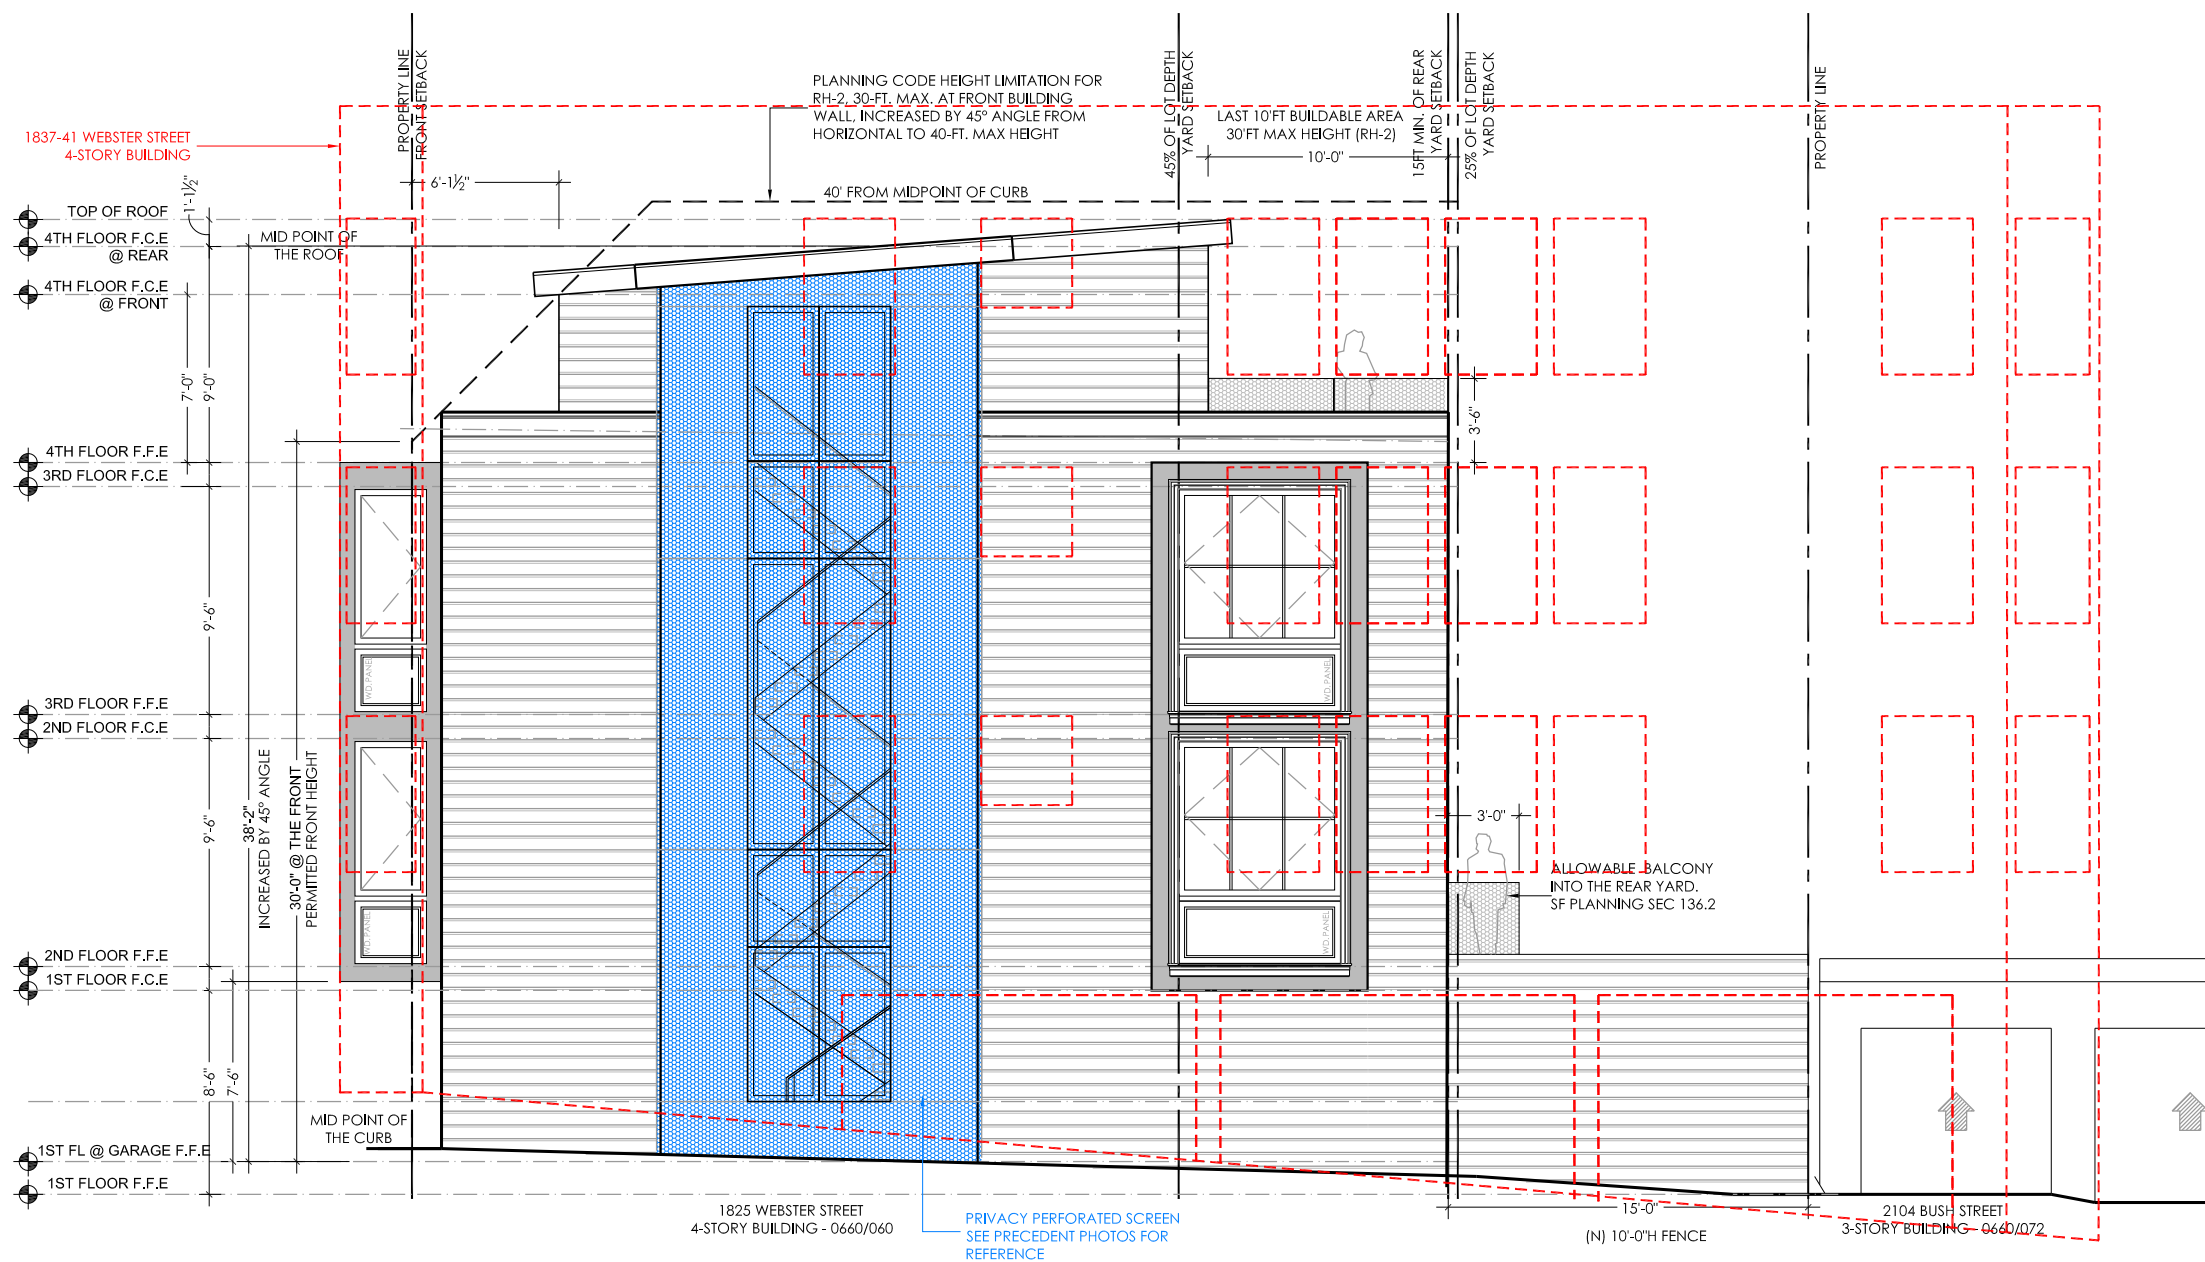 PROPERTY LINE
FRONT SETBACK
PLANNING CODE HEIGHT LIMITATION FOR
RH-2, 30-FT. MAX. AT FRONT BUILDING
WALL, INCREASED BY 45° ANGLE FROM
HORIZONTAL TO 40-FT. MAX HEIGHT
45% OF LOT DEPTH
YARD SETBACK
LAST 10'FT BUILDABLE AREA
30'FT MAX HEIGHT (RH-2)
10'-0"
15FT MIN. OF REAR
YARD SETBACK
25% OF LOT DEPTH
YARD SETBACK
PROPERTY LINE
1837-41 WEBSTER STREET
4-STORY BUILDING
6'-1½"
1'-1½"
40' FROM MIDPOINT OF CURB
TOP OF ROOF
4TH FLOOR F.C.E
@ REAR
MID POINT OF
THE ROOF
4TH FLOOR F.C.E
@ FRONT
7'-0"
9'-0"
3'-6"
4TH FLOOR F.F.E
3RD FLOOR F.C.E
9'-6"
WD. PANEL
WD. PANEL
3RD FLOOR F.F.E
2ND FLOOR F.C.E
9'-6"
38'-2"
INCREASED BY 45° ANGLE
30'-0" @ THE FRONT
PERMITTED FRONT HEIGHT
3'-0"
ALLOWABLE BALCONY
INTO THE REAR YARD.
SF PLANNING SEC 136.2
WD. PANEL
WD. PANEL
2ND FLOOR F.F.E
1ST FLOOR F.C.E
8'-6"
7'-6"
MID POINT OF
THE CURB
1ST FL @ GARAGE F.F.E
1ST FLOOR F.F.E
1825 WEBSTER STREET
4-STORY BUILDING - 0660/060
PRIVACY PERFORATED SCREEN
SEE PRECEDENT PHOTOS FOR
REFERENCE
15'-0"
(N) 10'-0"H FENCE
2104 BUSH STREET
3-STORY BUILDING - 0660/072